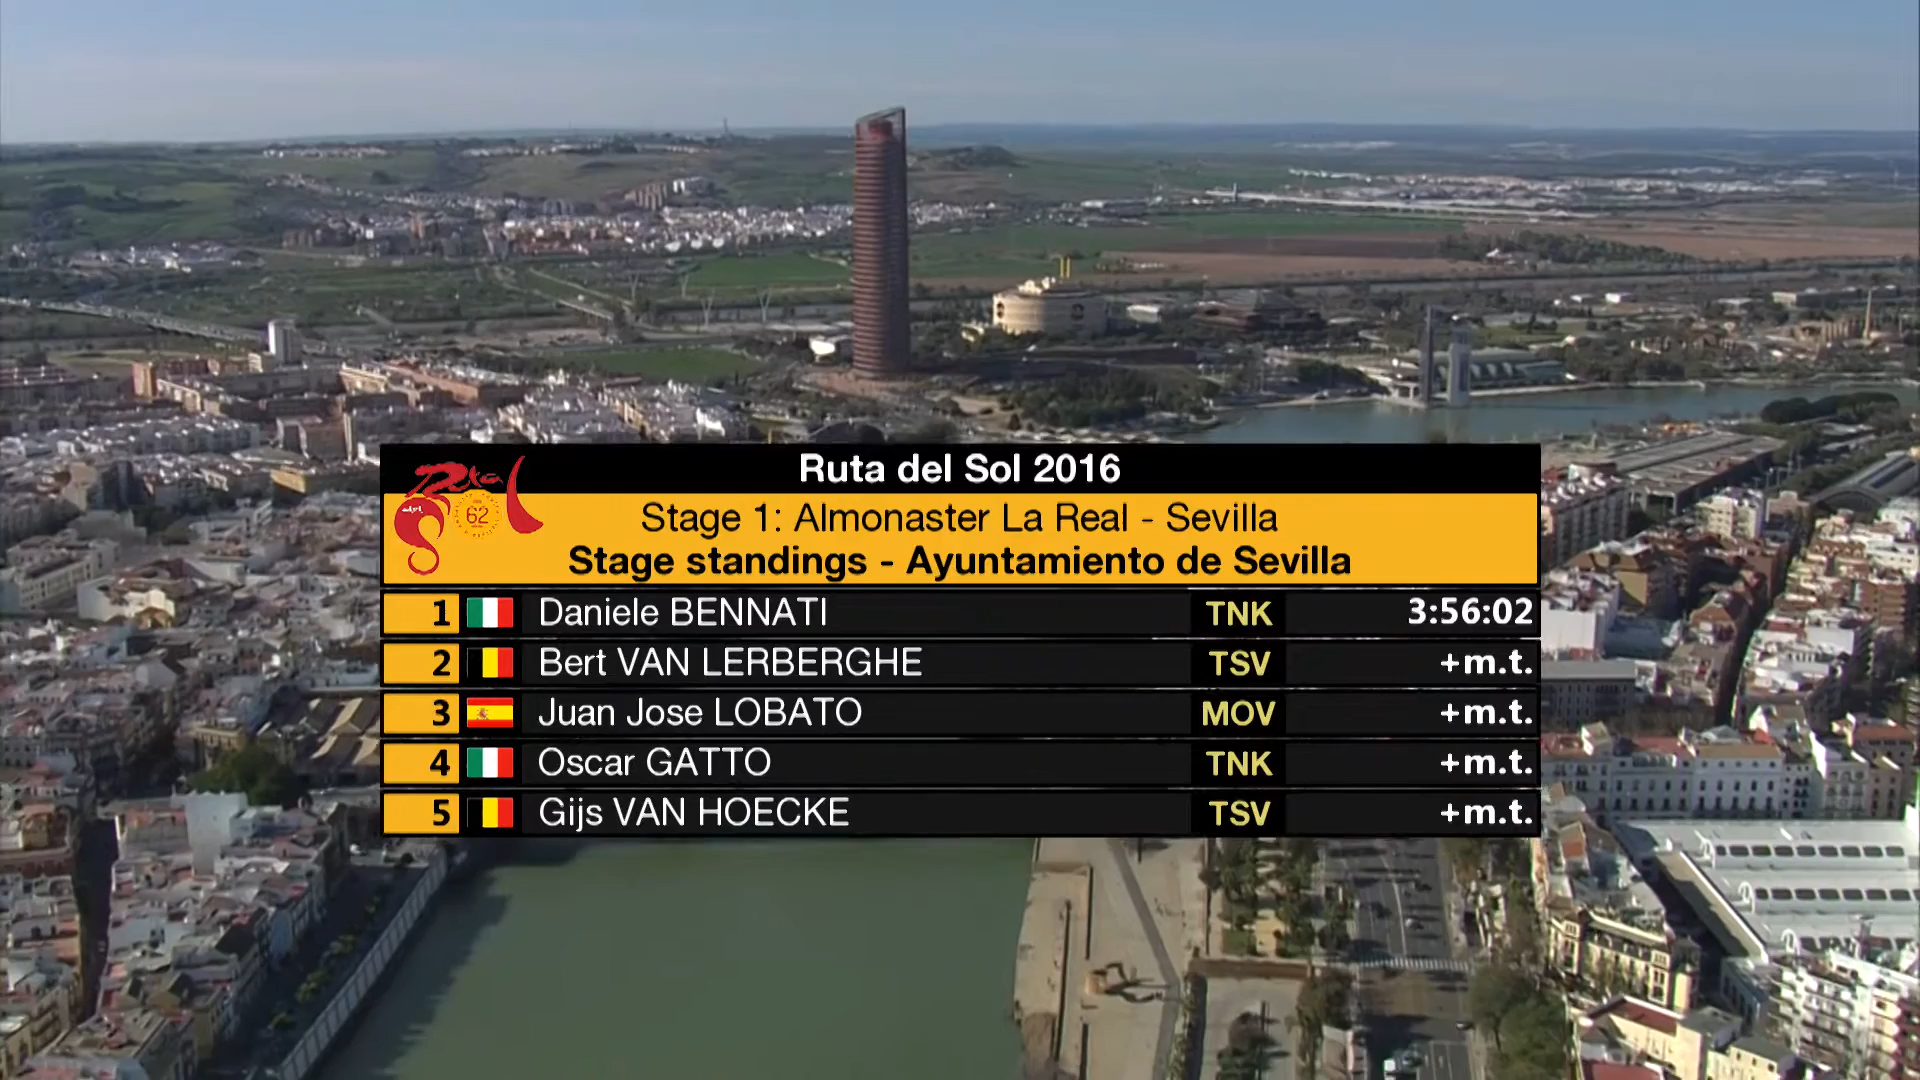 Ruta del Sol 2016
Ruta
62
Stage 1: Almonaster La Real - Sevilla
Stage standings - Ayuntamiento de Sevilla
1 Daniele BENNATI TNK 3:56:02
2 Bert VAN LERBERGHE TSV +m.t.
3 Juan Jose LOBATO MOV +m.t.
4 Oscar GATTO TNK +m.t.
5 Gijs VAN HOECKE TSV +m.t.